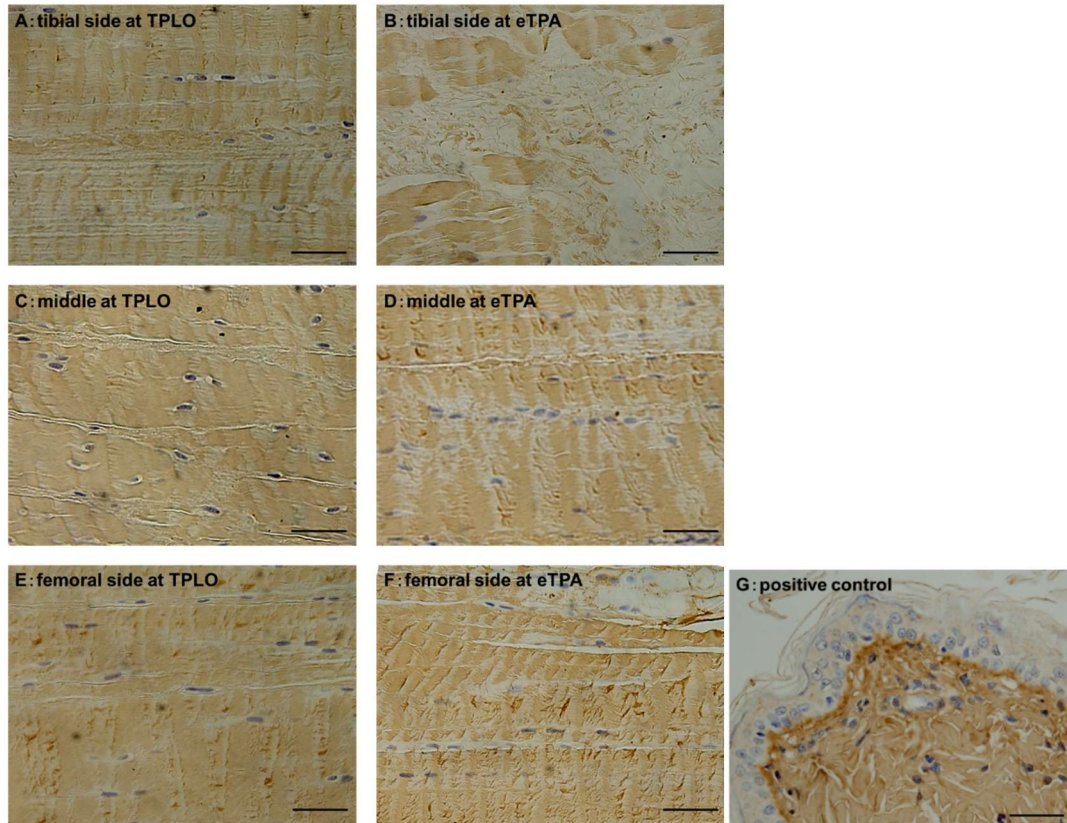 A:tibial side at TPLO
B:tibial side at eTPA
C:middle at TPLO
D:middle at eTPA
E:femoral side at TPLO
F:femoral side at eTPA
G:positive control